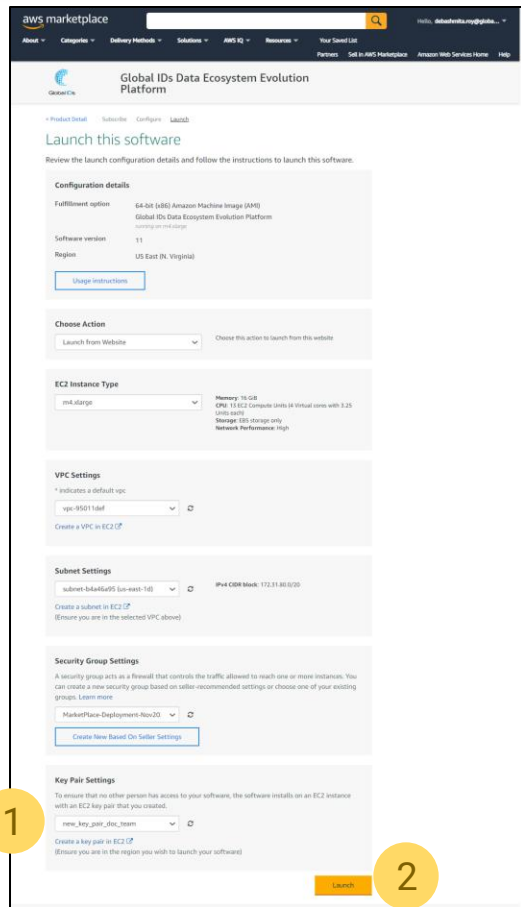 aws marketplace
Hello, debashmita.roy@globa...
About Categories Delivery Methods Solutions AWS IQ Resources Your Saved List
Partners Sell in AWS Marketplace Amazon Web Services Home Help
Global IDs
Global IDs Data Ecosystem Evolution
Platform
< Product Detail Subscribe Configure Launch
Launch this software
Review the launch configuration details and follow the instructions to launch this software.
Configuration details
Fulfillment option
64-bit (x86) Amazon Machine Image (AMI)
Global IDs Data Ecosystem Evolution Platform
running on m4.xlarge
Software version
11
Region
US East (N. Virginia)
Usage instructions
Choose Action
Launch from Website
Choose this action to launch from this website
EC2 Instance Type
m4.xlarge
Memory: 16 GiB
CPU: 13 EC2 Compute Units (4 Virtual cores with 3.25
Units each)
Storage: EBS storage only
Network Performance: High
VPC Settings
* indicates a default vpc
vpc-95011def
Create a VPC in EC2
Subnet Settings
subnet-b4a46a95 (us-east-1d)
IPv4 CIDR block: 172.31.80.0/20
Create a subnet in EC2
(Ensure you are in the selected VPC above)
Security Group Settings
A security group acts as a firewall that controls the traffic allowed to reach one or more instances. You
can create a new security group based on seller-recommended settings or choose one of your existing
groups. Learn more
MarketPlace-Deployment-Nov20
Create New Based On Seller Settings
Key Pair Settings
To ensure that no other person has access to your software, the software installs on an EC2 instance
with an EC2 key pair that you created.
1
new_key_pair_doc_team
Create a key pair in EC2
(Ensure you are in the region you wish to launch your software)
Launch
2